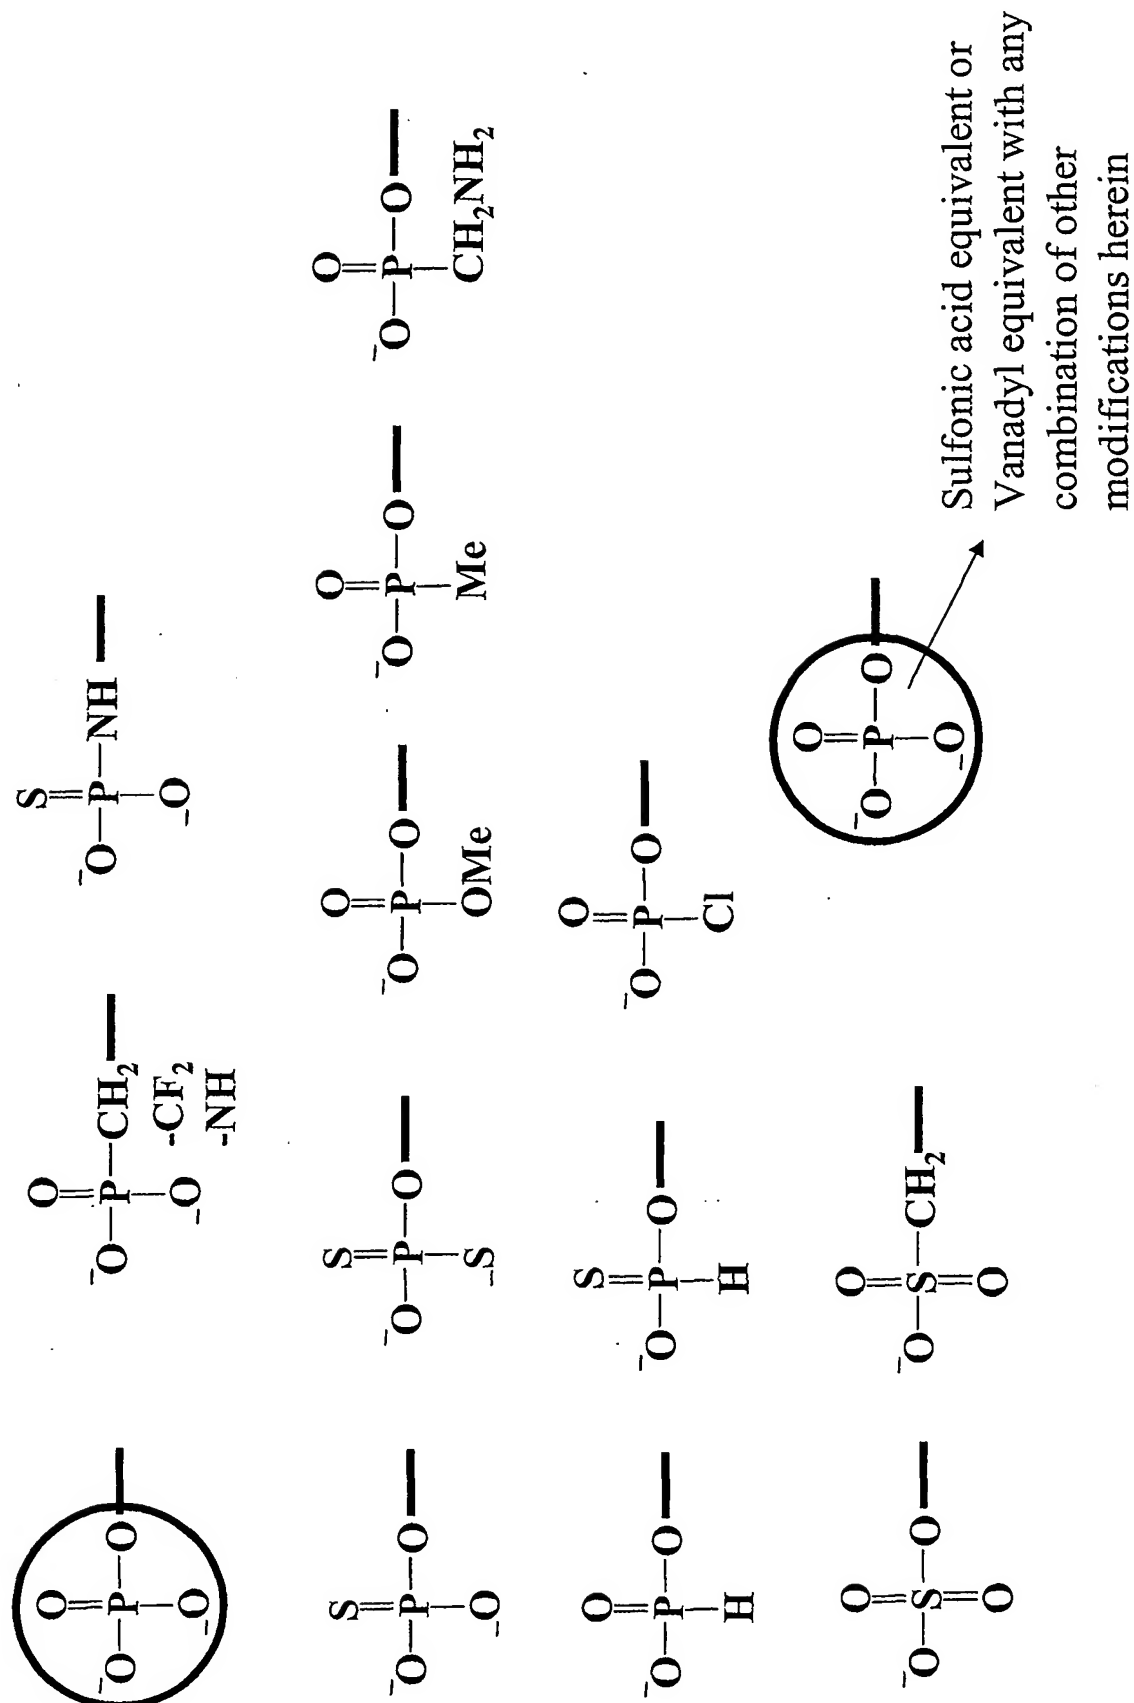 O
⁻O—P—O
⁻O
O
⁻O—P—CH₂
⁻O
-CF₂
-NH
S
⁻O—P—NH
⁻O
S
⁻O—P—O
⁻O
S
⁻O—P—O
⁻S
O
⁻O—P—O
OMe
O
⁻O—P—O
Me
O
⁻O—P—O
CH₂NH₂
O
⁻O—P—O
H
S
⁻O—P—O
H
O
⁻O—P—O
Cl
O
⁻O—S—O
O
O
⁻O—S—CH₂
O
O
⁻O—P—O
⁻O
Sulfonic acid equivalent or
Vanadyl equivalent with any
combination of other
modifications herein